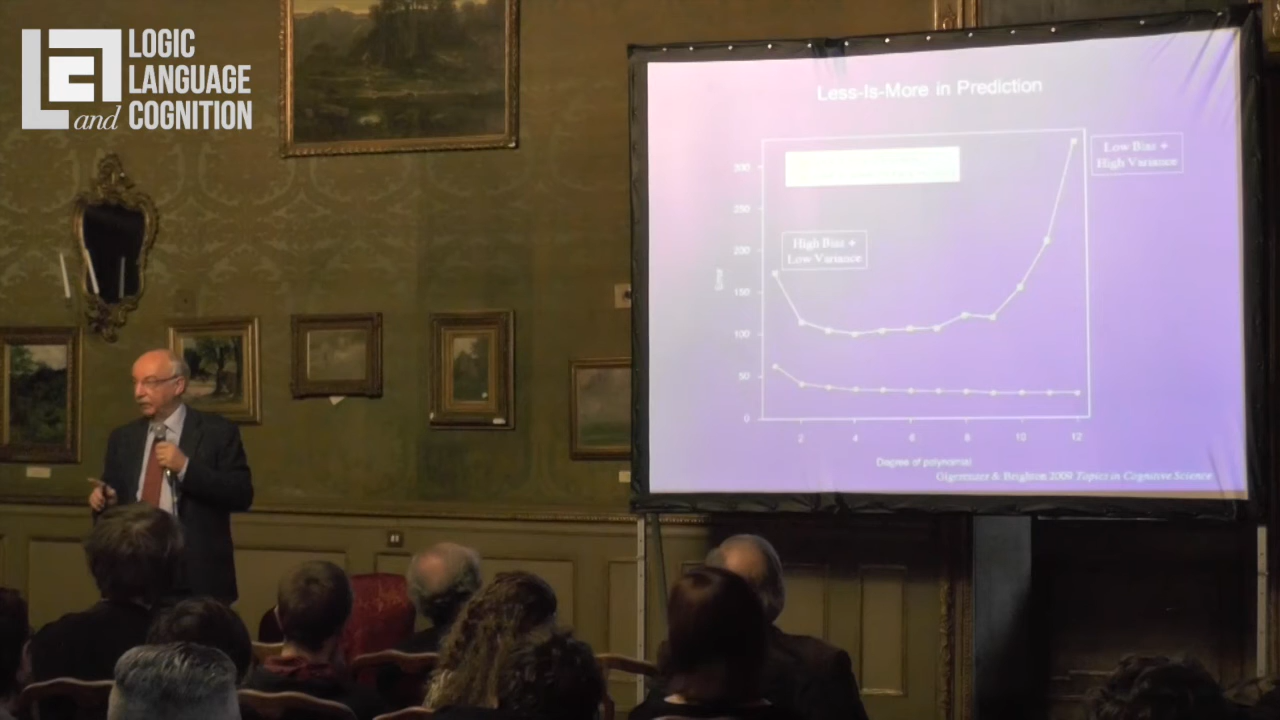 LOGIC
LANGUAGE
and COGNITION
Less-Is-More in Prediction
Low Bias +
High Variance
High Bias +
Low Variance
300
250
200
150
100
50
0
Error
2 4 6 8 10 12
Degree of polynomial
Gigerenzer & Brighton 2009 Topics in Cognitive Science